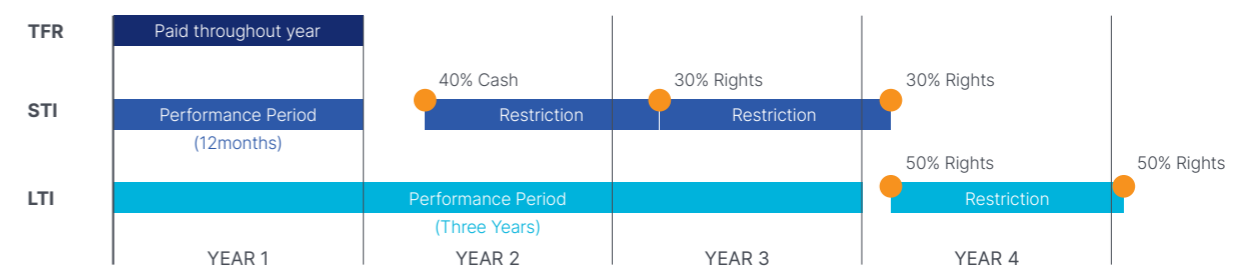 TFR
Paid throughout year
40% Cash
30% Rights
30% Rights
STI
Performance Period
Restriction
Restriction
(12months)
50% Rights
50% Rights
LTI
Performance Period
Restriction
(Three Years)
YEAR 1
YEAR 2
YEAR 3
YEAR 4